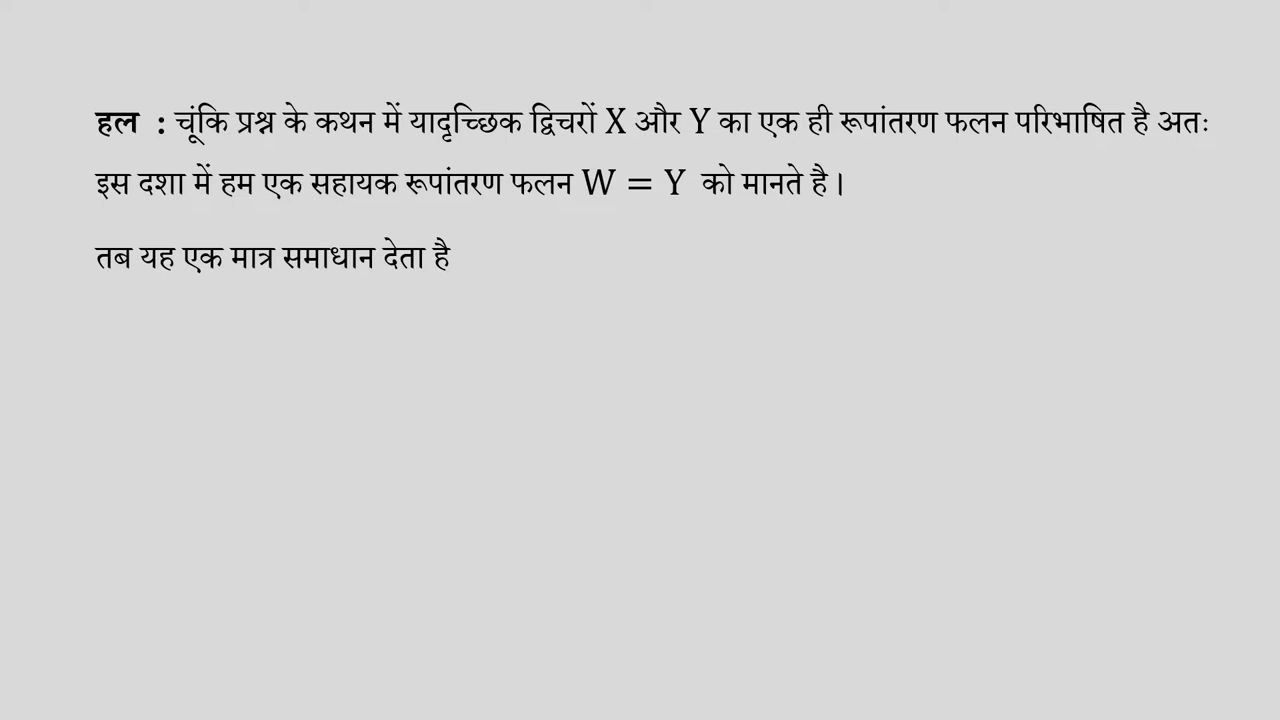 हल : चूंकि प्रश्न के कथन में यादृच्छिक द्विचरों X और Y का एक ही रूपांतरण फलन परिभाषित है अतः
इस दशा में हम एक सहायक रूपांतरण फलन W = Y को मानते है ।
तब यह एक मात्र समाधान देता है